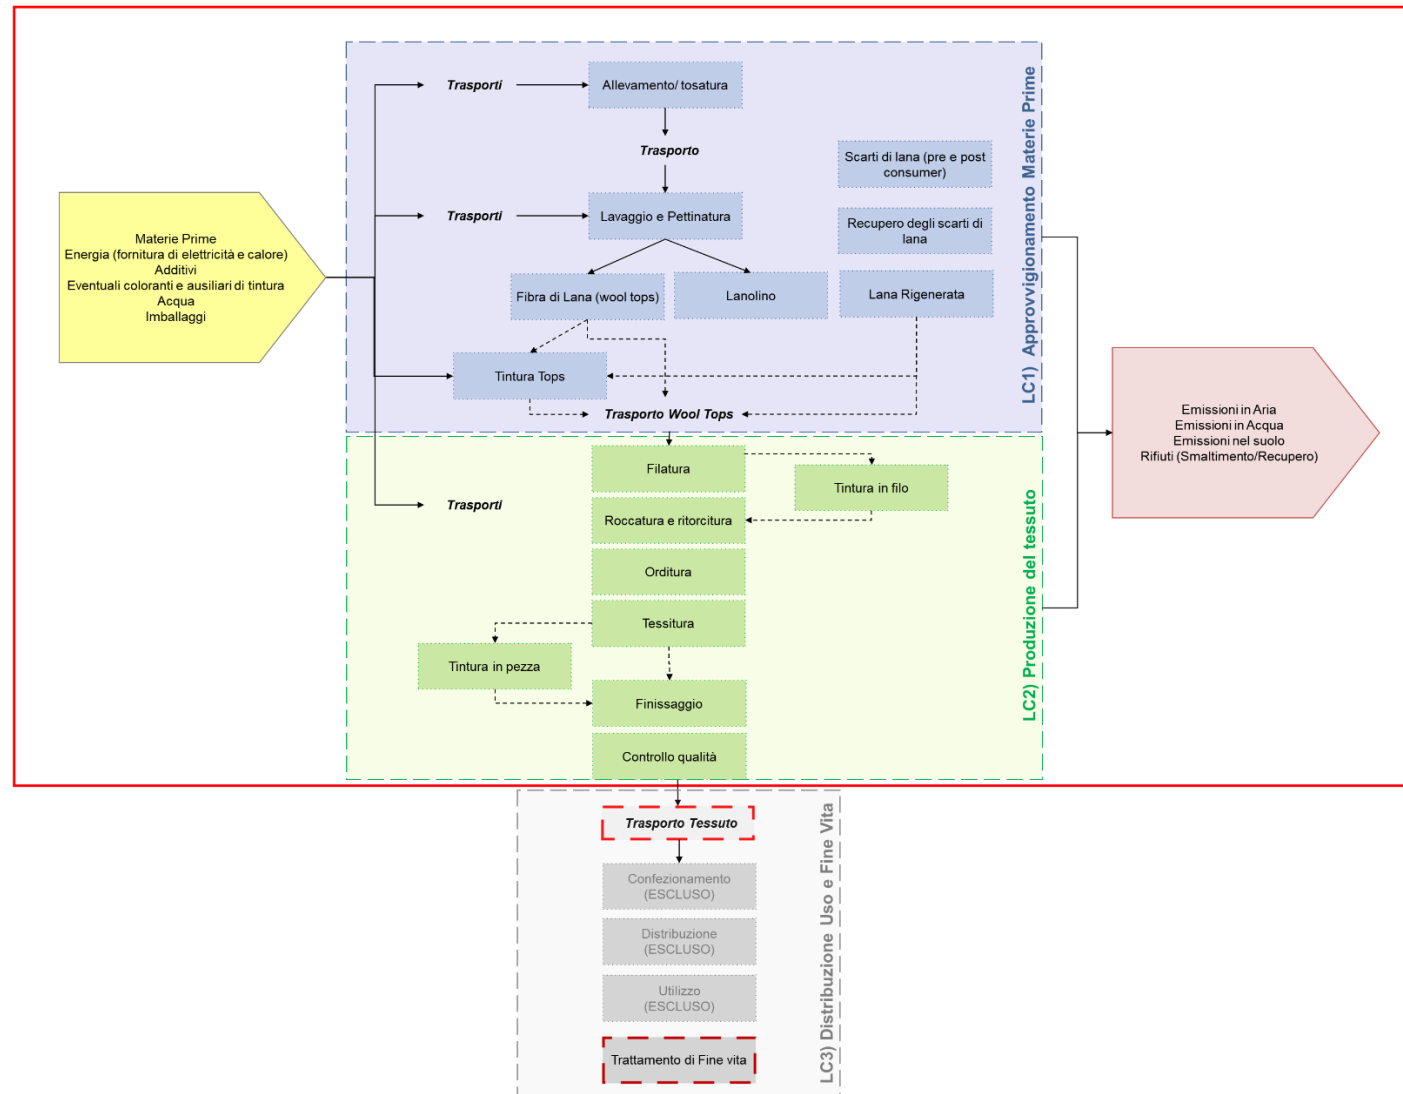 Materie Prime
Energia (fornitura di elettricità e calore)
Additivi
Eventuali coloranti e ausiliari di tintura
Acqua
Imballaggi
LC1) Approvvigionamento Materie Prime
Trasporti
Allevamento/ tosatura
Trasporto
Scarti di lana (pre e post
consumer)
Trasporti
Lavaggio e Pettinatura
Recupero degli scarti di
lana
Fibra di Lana (wool tops)
Lanolino
Lana Rigenerata
Tintura Tops
Trasporto Wool Tops
LC2) Produzione del tessuto
Filatura
Tintura in filo
Trasporti
Roccatura e ritorcitura
Orditura
Tessitura
Tintura in pezza
Finissaggio
Controllo qualità
Emissioni in Aria
Emissioni in Acqua
Emissioni nel suolo
Rifiuti (Smaltimento/Recupero)
LC3) Distribuzione Uso e Fine Vita
Trasporto Tessuto
Confezionamento
(ESCLUSO)
Distribuzione
(ESCLUSO)
Utilizzo
(ESCLUSO)
Trattamento di Fine vita